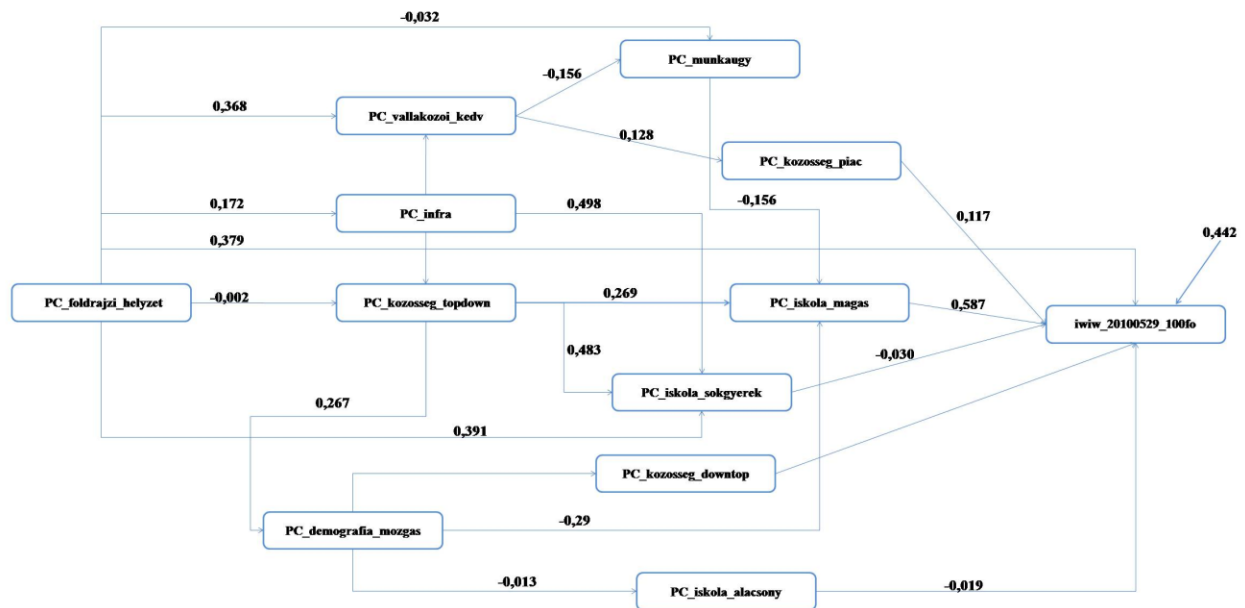 -0,032
PC_munkaugy
-0,156
0,368
PC_vallakozoi_kedv
0,128
PC_kozosseg_piac
0,172
PC_infra
0,498
-0,156
0,117
0,442
0,379
PC_foldrajzi_helyzet
-0,002
PC_kozosseg_topdown
0,269
PC_iskola_magas
0,587
iwiw_20100529_100fo
0,483
-0,030
PC_iskola_sokgyerek
0,267
0,391
PC_kozosseg_downtop
PC_demografia_mozgas
-0,29
-0,013
PC_iskola_alacsony
-0,019